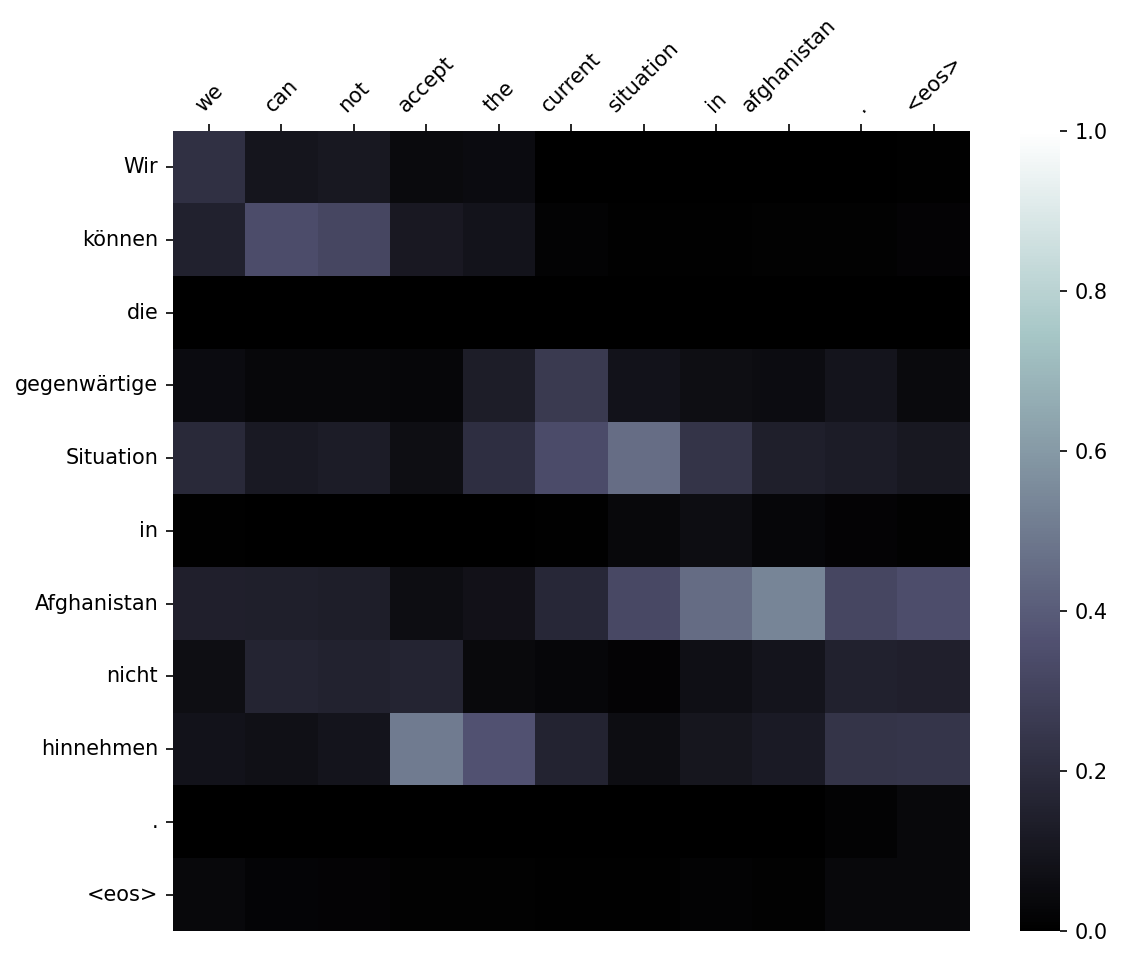 we can not accept the current situation in afghanistan . <eos>
Wir
können
die
gegenwärtige
Situation
in
Afghanistan
nicht
hinnehmen
.
<eos>
1.0
0.8
0.6
0.4
0.2
0.0